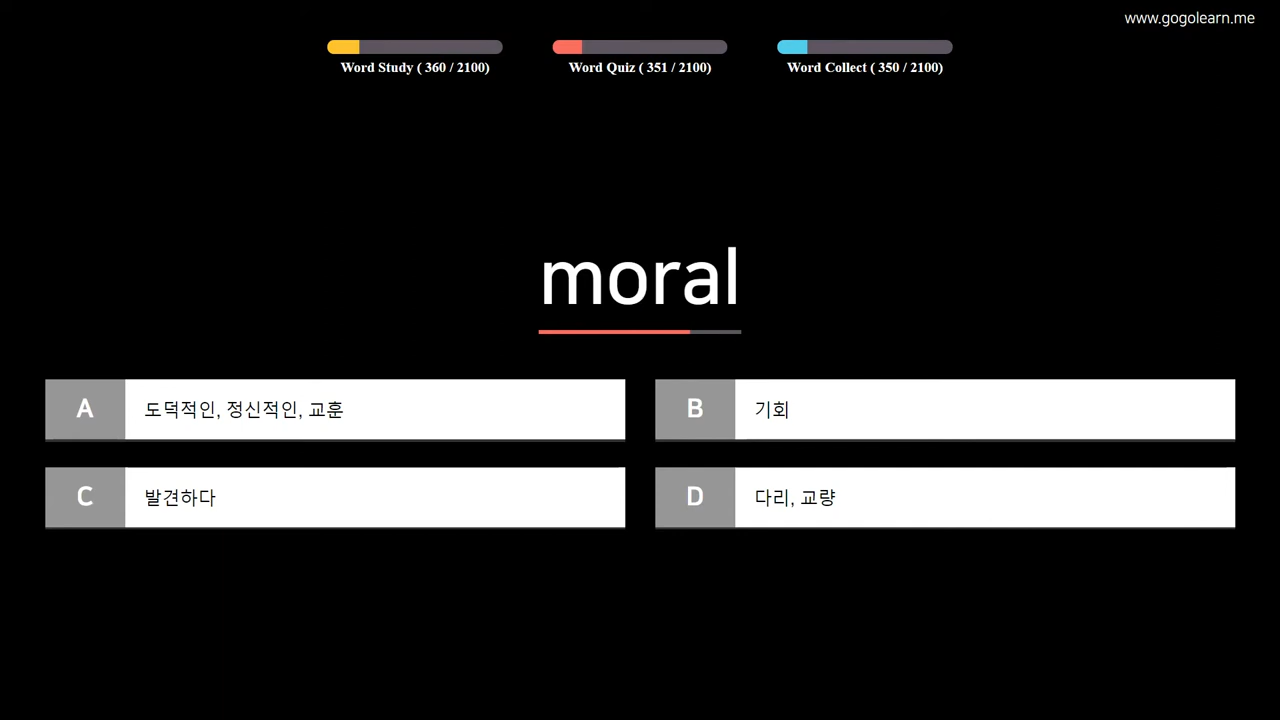 www.gogolearn.me
Word Study ( 360 / 2100)
Word Quiz ( 351 / 2100)
Word Collect ( 350 / 2100)
moral
A 도덕적인, 정신적인, 교훈
B 기회
C 발견하다
D 다리, 교량